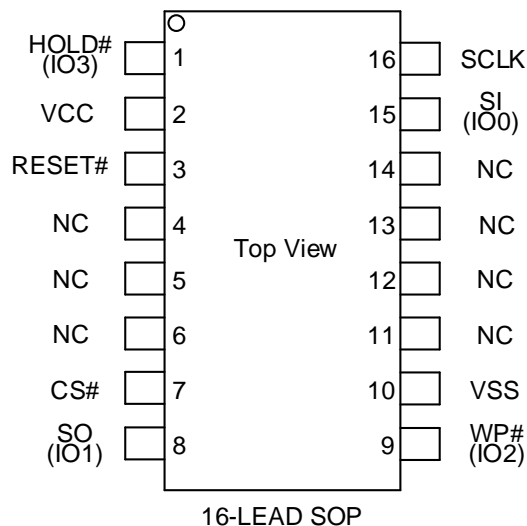 HOLD#
(IO3)
1
16
SCLK
VCC
2
15
SI
(IO0)
RESET#
3
14
NC
NC
4
13
NC
Top View
NC
5
12
NC
NC
6
11
NC
CS#
7
10
VSS
SO
(IO1)
8
9
WP#
(IO2)
16-LEAD SOP